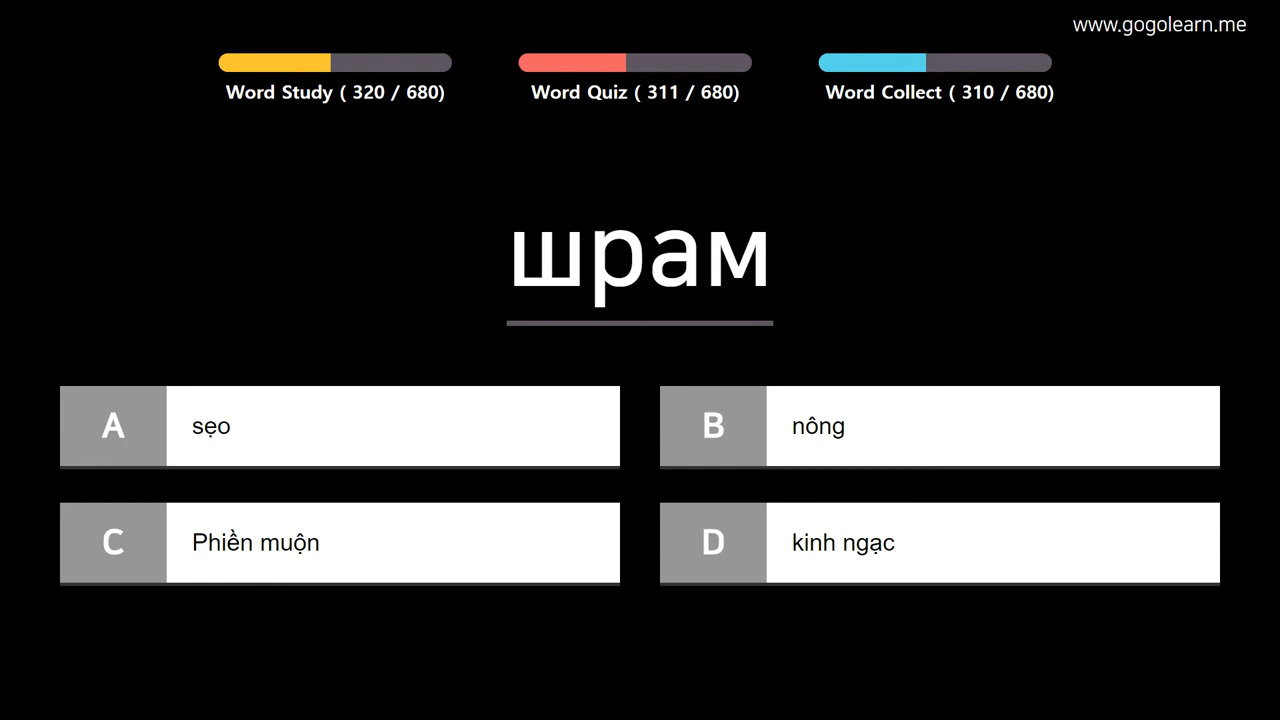 www.gogolearn.me
Word Study ( 320 / 680)
Word Quiz ( 311 / 680)
Word Collect ( 310 / 680)
шрам
A sẹo
B nông
C Phiền muộn
D kinh ngạc